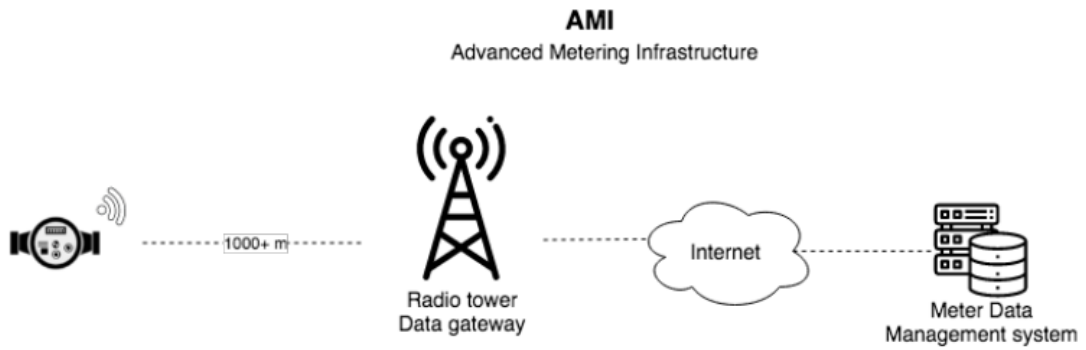 AMI
Advanced Metering Infrastructure
1000+ m
Radio tower
Data gateway
Internet
Meter Data
Management system